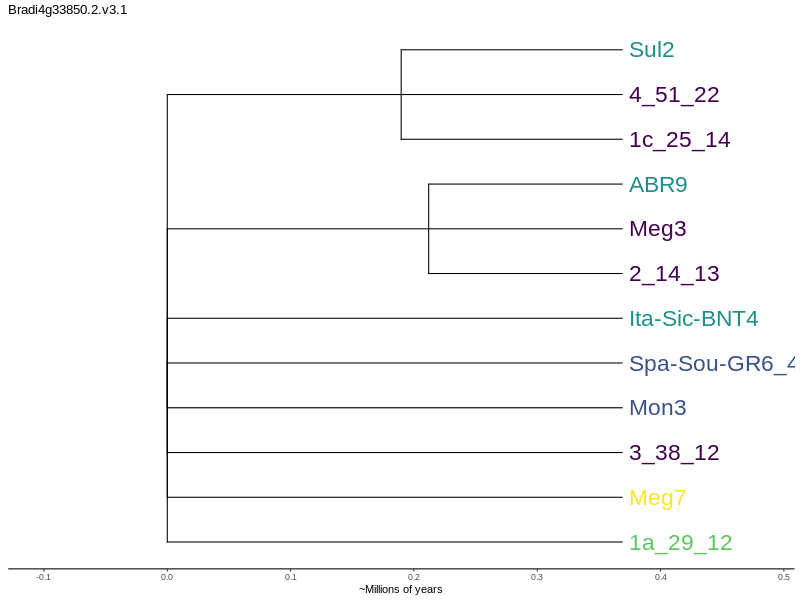 Bradi4g33850.2.v3.1
Sul2
4_51_22
1c_25_14
ABR9
Meg3
2_14_13
Ita-Sic-BNT4
Spa-Sou-GR6_4
Mon3
3_38_12
Meg7
1a_29_12
-0.1 0.0 0.1 0.2 0.3 0.4 0.5
~Millions of years